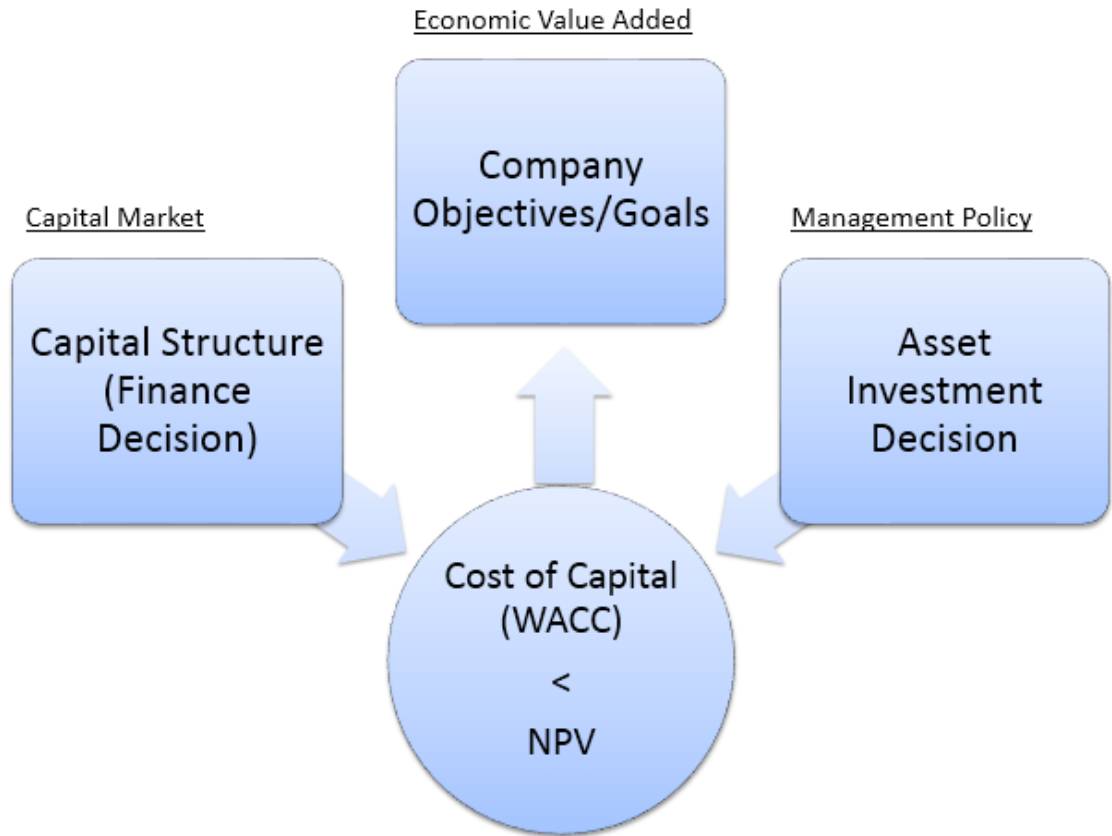 Economic Value Added
Company
Objectives/Goals
Capital Market
Capital Structure
(Finance
Decision)
Management Policy
Asset
Investment
Decision
Cost of Capital
(WACC)
<
NPV